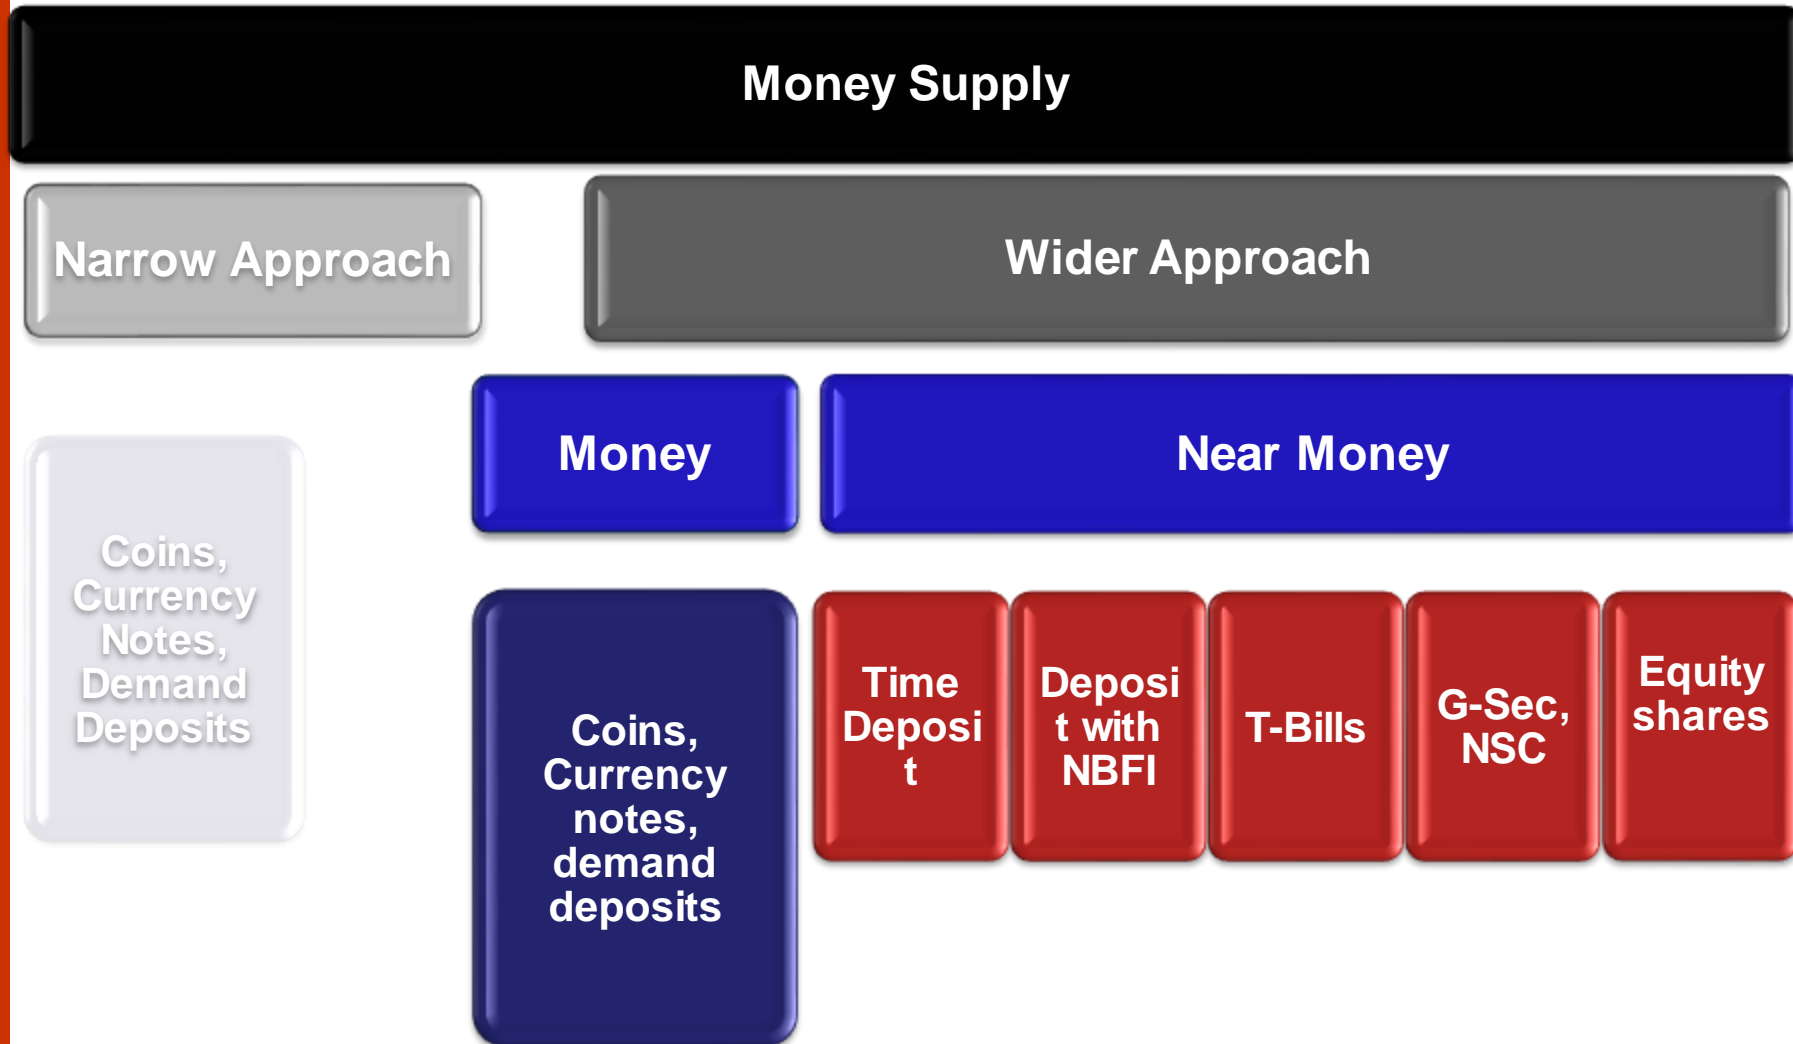 Money Supply
Narrow Approach
Wider Approach
Money
Near Money
Coins,
Currency
Notes,
Demand
Deposits
Coins,
Currency
notes,
demand
deposits
Time
Deposi
t
Deposi
t with
NBFI
T-Bills
G-Sec,
NSC
Equity
shares